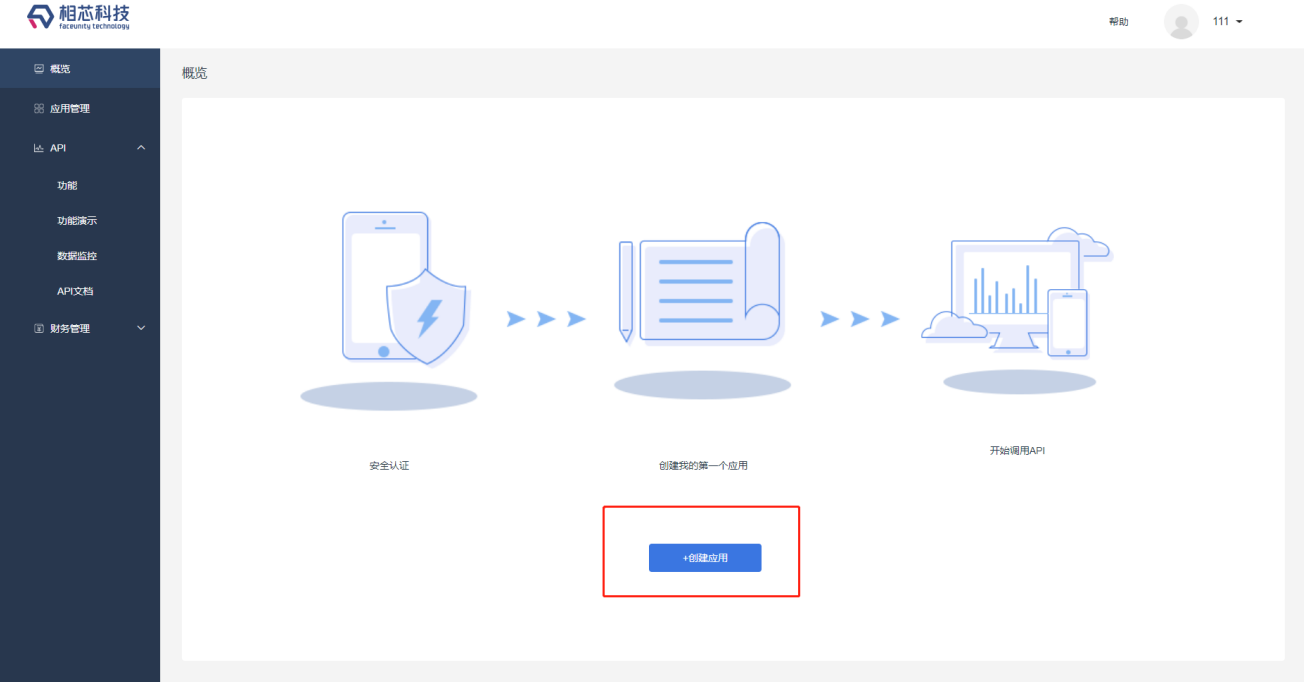 相芯科技
faceunity technology
帮助
111
概览
应用管理
API
功能
功能演示
数据监控
API文档
财务管理
概览
安全认证
创建我的第一个应用
开始调用API
+创建应用